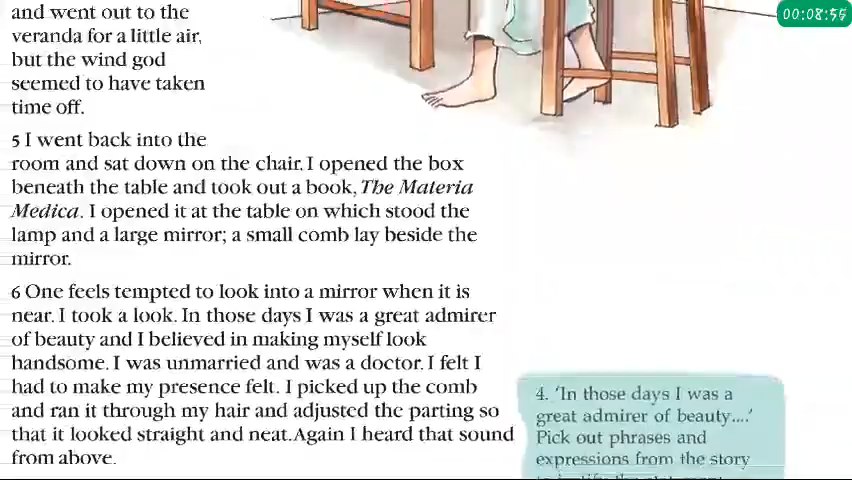 and went out to the
veranda for a little air,
but the wind god
seemed to have taken
time off.
5 I went back into the
room and sat down on the chair. I opened the box
beneath the table and took out a book, The Materia
Medica. I opened it at the table on which stood the
lamp and a large mirror; a small comb lay beside the
mirror.
6 One feels tempted to look into a mirror when it is
near. I took a look. In those days I was a great admirer
of beauty and I believed in making myself look
handsome. I was unmarried and was a doctor. I felt I
had to make my presence felt. I picked up the comb
and ran it through my hair and adjusted the parting so
that it looked straight and neat. Again I heard that sound
from above.
4. 'In those days I was a
great admirer of beauty....'
Pick out phrases and
expressions from the story
00:08:55